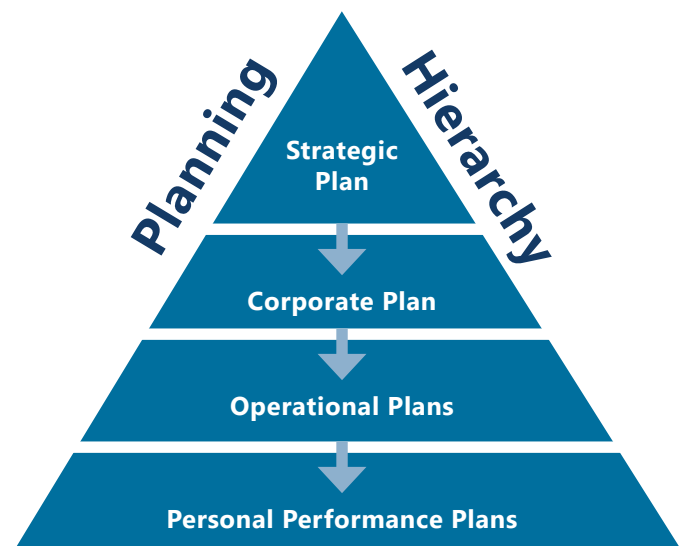 Planning
Hierarchy
Strategic
Plan
Corporate Plan
Operational Plans
Personal Performance Plans